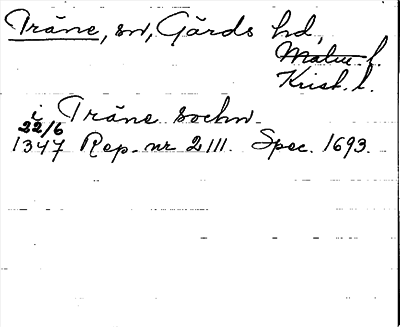 Träne, sn, Gärds hd,
Malm. l.
Krist. l.
i Träne sochn.
22/6
1347 Rep. nr 2111. Spec. 1693.